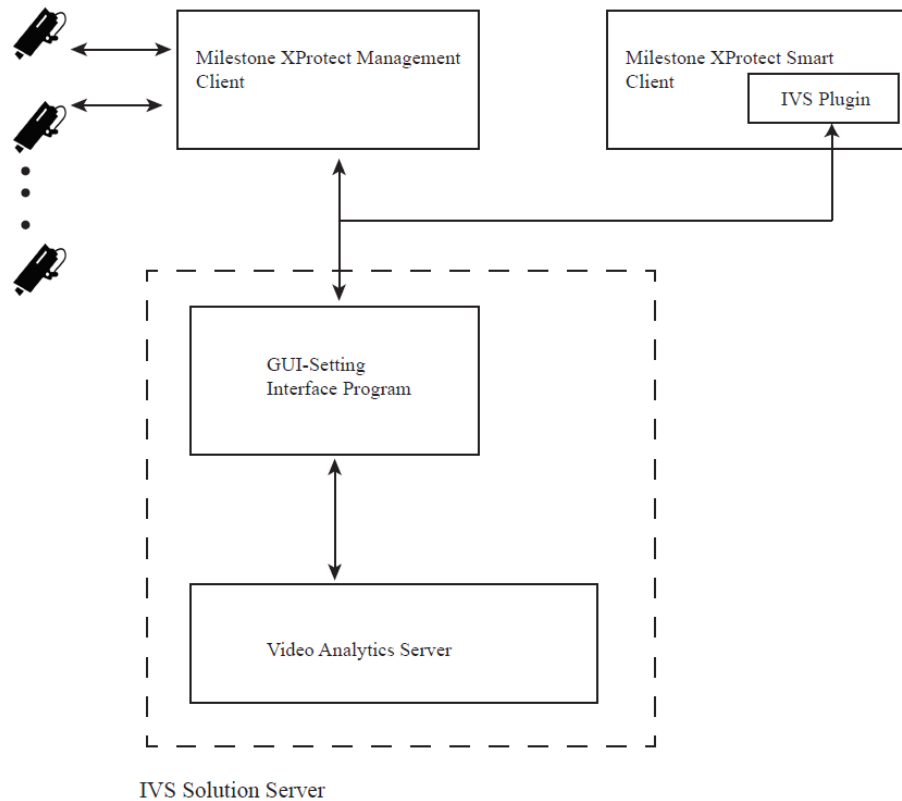 Milestone XProtect Management
Client
Milestone XProtect Smart
Client
IVS Plugin
GUI-Setting
Interface Program
Video Analytics Server
IVS Solution Server